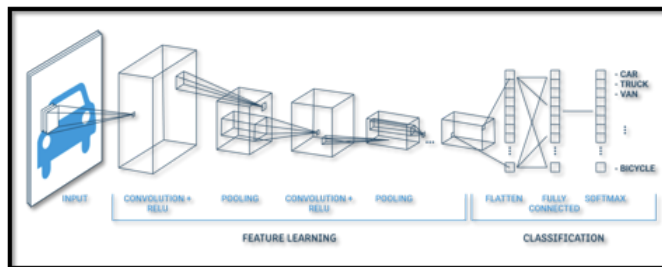 - CAR
- TRUCK
- VAN
- BICYCLE
INPUT
CONVOLUTION + RELU
POOLING
CONVOLUTION + RELU
POOLING
FLATTEN
FULLY CONNECTED
SOFTMAX
FEATURE LEARNING
CLASSIFICATION